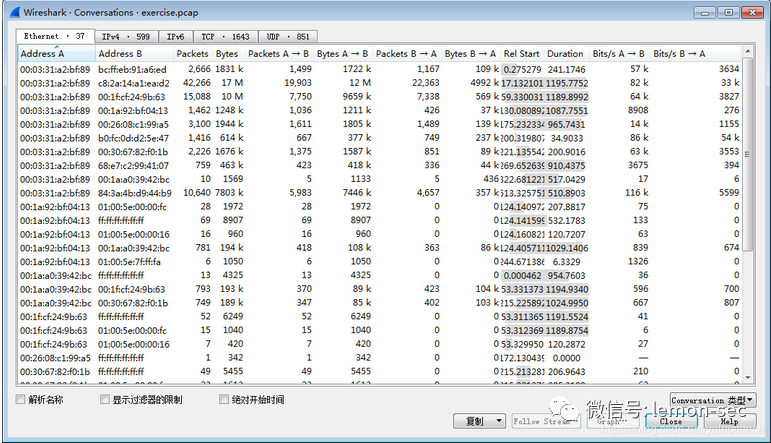 Wireshark · Conversations · exercise.pcap
Ethernet · 37 IPv4 · 599 IPv6 TCP · 1643 UDP · 851
Address A Address B Packets Bytes Packets A → B Bytes A → B Packets B → A Bytes B → A Rel Start Duration Bits/s A → B Bits/s B → A
00:03:31:a2:bf:89 bc:ff:eb:91:a6:ed 2,666 1831 k 1,499 1722 k 1,167 109 k 0.275279 241.1746 57 k 3634
00:03:31:a2:bf:89 c8:2a:14:a1:ea:d2 42,266 17 M 19,903 12 M 22,363 4992 k 17.132101 1195.7752 82 k 33 k
00:03:31:a2:bf:89 00:1f:cf:24:9b:63 15,088 10 M 7,750 9659 k 7,338 569 k 59.330031 1189.8992 64 k 3827
00:03:31:a2:bf:89 00:1a:92:bf:04:13 1,462 1248 k 1,036 1211 k 426 37 k 30.080892 1087.7551 8908 276
00:03:31:a2:bf:89 00:26:08:c1:99:a5 3,100 1944 k 1,611 1805 k 1,489 139 k 175.232334 965.7431 14 k 1155
00:03:31:a2:bf:89 b0:fc:0d:d2:5e:47 1,416 614 k 667 377 k 749 237 k 200.319807 34.9033 86 k 54 k
00:03:31:a2:bf:89 00:30:67:82:f0:1b 2,226 1676 k 1,375 1587 k 851 89 k 221.135542 200.9016 63 k 3553
00:03:31:a2:bf:89 68:e7:c2:99:41:07 759 463 k 423 418 k 336 44 k 269.652639 910.4375 3675 394
00:03:31:a2:bf:89 00:1a:a0:39:42:bc 10 1569 5 1133 5 436 322.681221 517.0429 17 6
00:03:31:a2:bf:89 84:3a:4b:d9:44:b9 10,640 7803 k 5,983 7446 k 4,657 357 k 513.325751 510.8903 116 k 5599
00:1a:92:bf:04:13 01:00:5e:00:00:fc 28 1972 28 1972 0 0 124.140972 207.8817 75 0
00:1a:92:bf:04:13 ff:ff:ff:ff:ff:ff 69 8907 69 8907 0 0 124.141599 532.1783 133 0
00:1a:92:bf:04:13 01:00:5e:00:00:16 16 960 16 960 0 0 124.160821 120.7207 63 0
00:1a:92:bf:04:13 00:1a:a0:39:42:bc 781 194 k 418 108 k 363 86 k 124.405711 1029.1406 839 674
00:1a:92:bf:04:13 01:00:5e:7f:ff:fa 6 1050 6 1050 0 0 244.671386 6.3329 1326 0
00:1a:a0:39:42:bc ff:ff:ff:ff:ff:ff 13 4325 13 4325 0 0 0.000462 954.7603 36 0
00:1a:a0:39:42:bc 00:1f:cf:24:9b:63 793 193 k 370 89 k 423 104 k 53.331373 1194.9340 596 700
00:1a:a0:39:42:bc 00:30:67:82:f0:1b 749 189 k 347 85 k 402 103 k 215.225892 1024.9950 667 807
00:1f:cf:24:9b:63 ff:ff:ff:ff:ff:ff 52 6249 52 6249 0 0 53.311365 1191.5524 41 0
00:1f:cf:24:9b:63 01:00:5e:00:00:fc 15 1040 15 1040 0 0 53.312369 1189.8754 6 0
00:1f:cf:24:9b:63 01:00:5e:00:00:16 7 420 7 420 0 0 53.329950 120.2872 27 0
00:26:08:c1:99:a5 ff:ff:ff:ff:ff:ff 1 342 1 342 0 0 172.130439 0.0000 — —
00:30:67:82:f0:1b ff:ff:ff:ff:ff:ff 49 5455 49 5455 0 0 215.213281 206.9643 210 0
解析名称 显示过滤器的限制 绝对开始时间 Conversation 类型
复制 Follow Stream… Graph… Close Help
微信号: lemon-sec